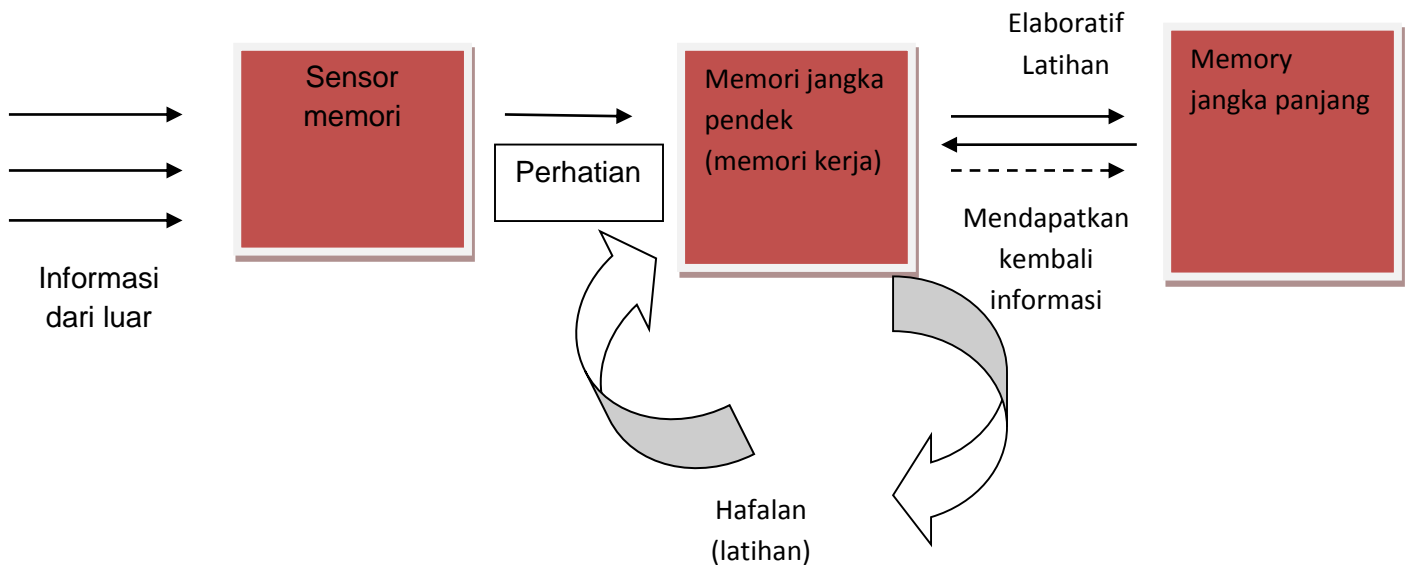 Sensor
memori
Memori jangka
pendek
(memori kerja)
Elaboratif
Latihan
Memory
jangka panjang
Perhatian
Informasi
dari luar
Mendapatkan
kembali
informasi
Hafalan
(latihan)